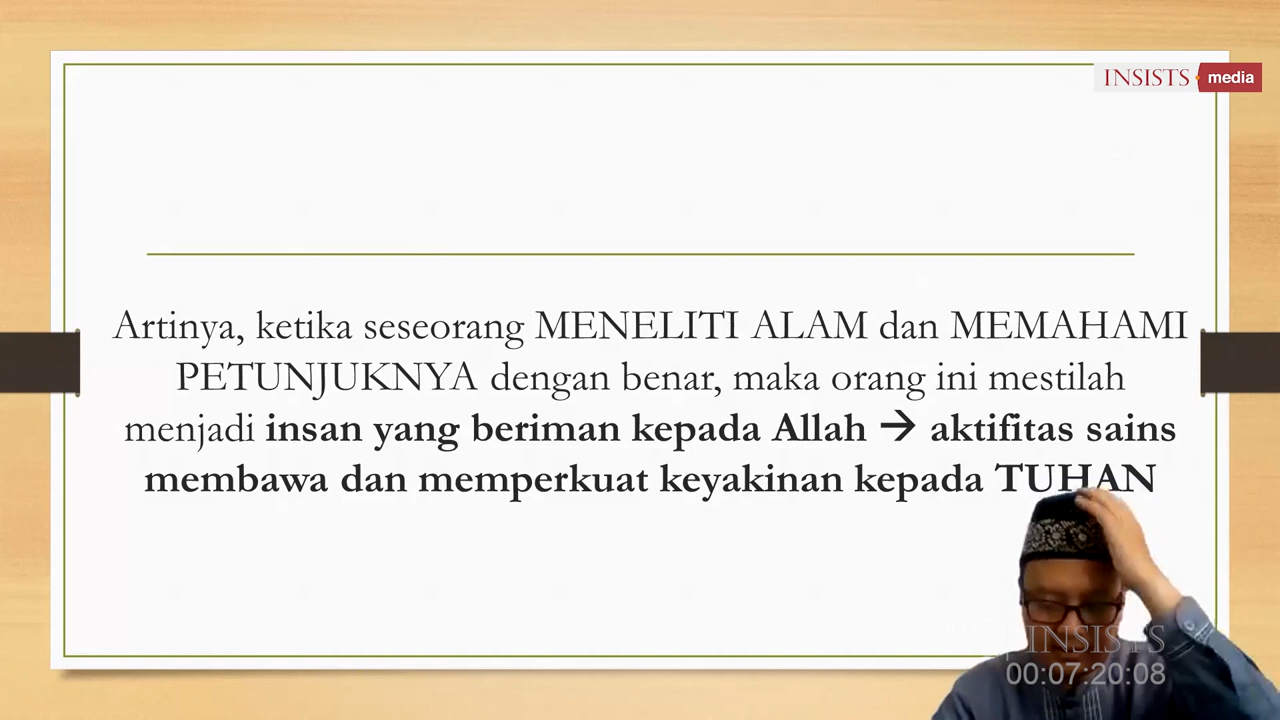 INSISTS media
Artinya, ketika seseorang MENELITI ALAM dan MEMAHAMI
PETUNJUKNYA dengan benar, maka orang ini mestilah
menjadi insan yang beriman kepada Allah → aktifitas sains
membawa dan memperkuat keyakinan kepada TUHAN
INSISTS
00:07:20:08